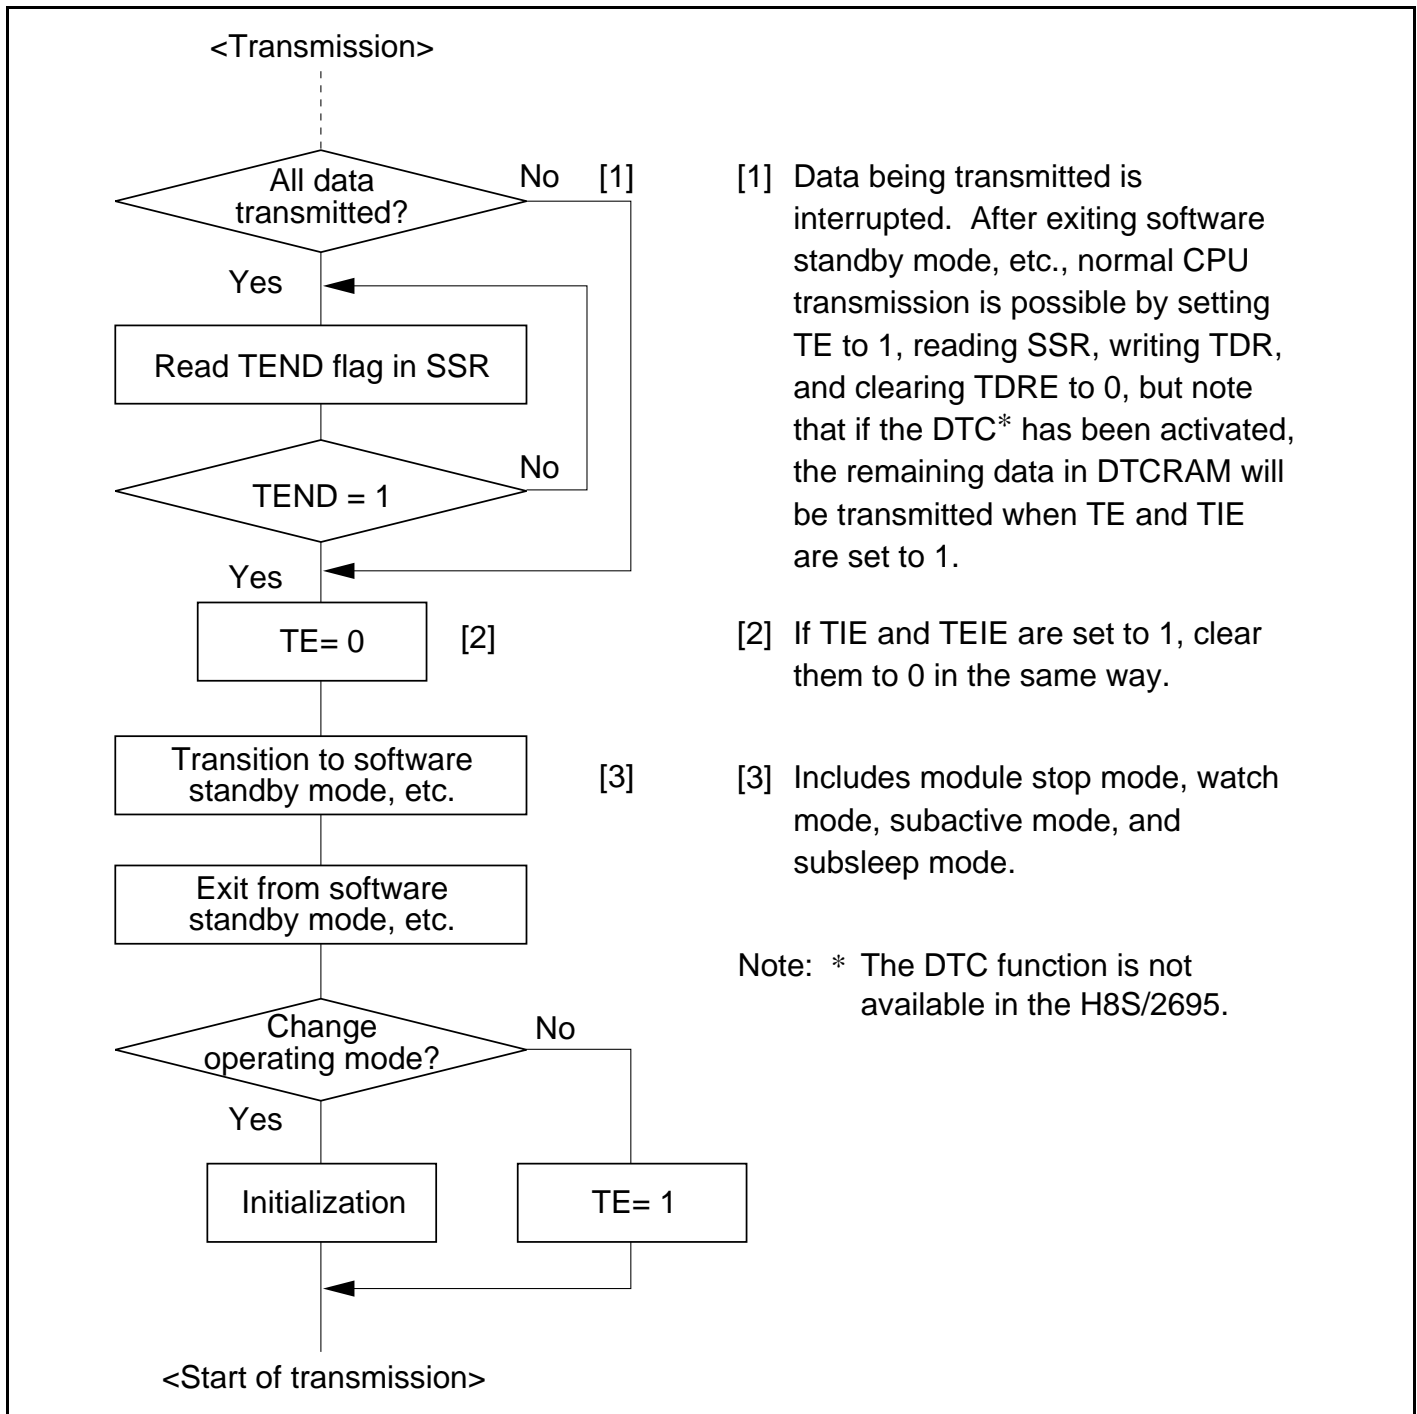 <Transmission>
All data
transmitted?
No
[1]
Yes
Read TEND flag in SSR
TEND = 1
No
Yes
TE= 0
[2]
Transition to software
standby mode, etc.
[3]
Exit from software
standby mode, etc.
Change
operating mode?
No
Yes
Initialization
TE= 1
<Start of transmission>
[1] Data being transmitted is
interrupted. After exiting software
standby mode, etc., normal CPU
transmission is possible by setting
TE to 1, reading SSR, writing TDR,
and clearing TDRE to 0, but note
that if the DTC* has been activated,
the remaining data in DTCRAM will
be transmitted when TE and TIE
are set to 1.
[2] If TIE and TEIE are set to 1, clear
them to 0 in the same way.
[3] Includes module stop mode, watch
mode, subactive mode, and
subsleep mode.
Note: * The DTC function is not
available in the H8S/2695.